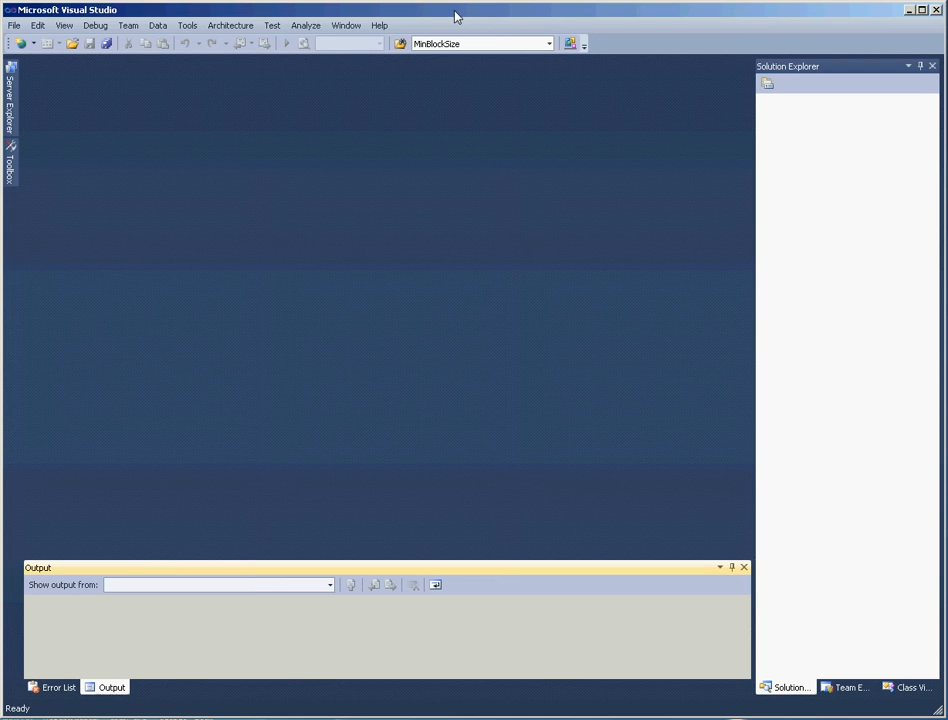 Microsoft Visual Studio
File Edit View Debug Team Data Tools Architecture Test Analyze Window Help
MinBlockSize
Server Explorer
Toolbox
Solution Explorer
Output
Show output from:
Error List Output
Solution... Team E... Class Vi...
Ready